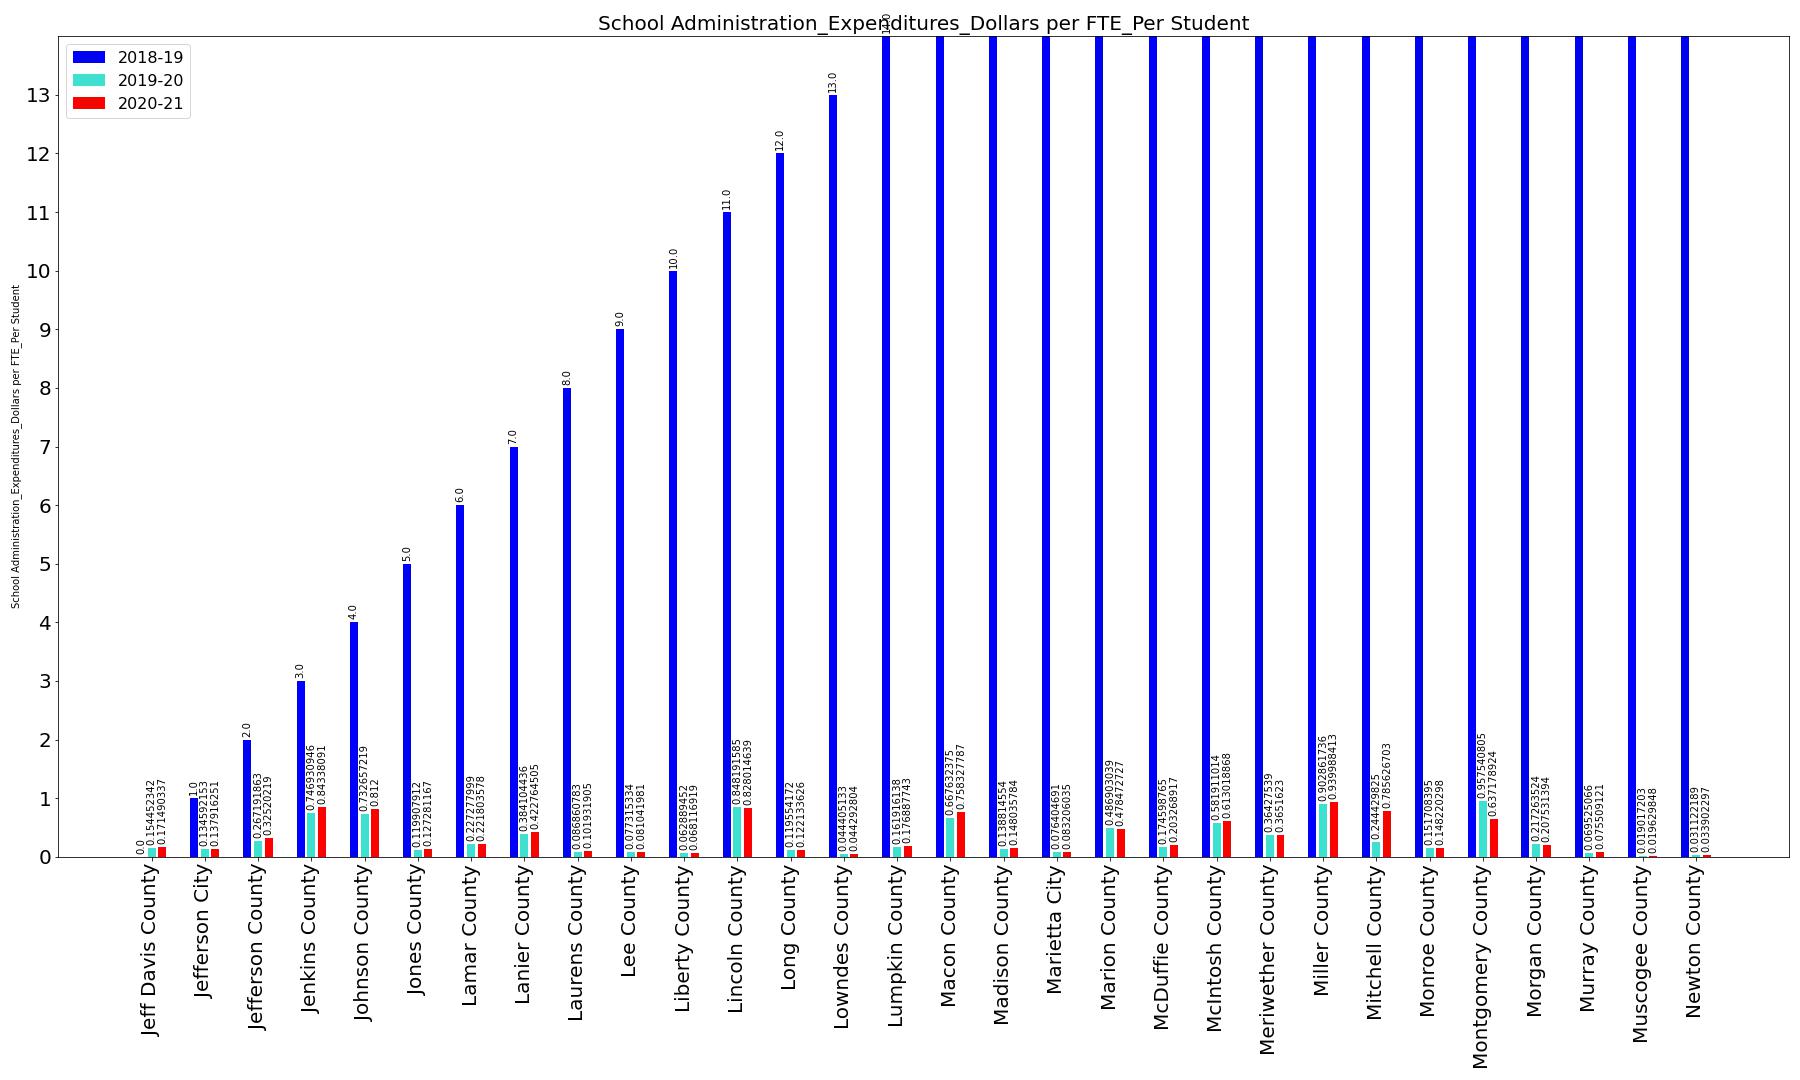 School Administration_Expenditures_Dollars per FTE_Per Student
2018-19
2019-20
2020-21
School Administration_Expenditures_Dollars per FTE_Per Student
13
12
11
10
9
8
7
6
5
4
3
2
1
0
0.0
0.154452342
0.171490337
1.0
0.134592153
0.137916251
2.0
0.267191863
0.32520219
3.0
0.746930946
0.84338091
4.0
0.732657219
0.812
5.0
0.119907912
0.127281167
6.0
0.227277999
0.221803578
7.0
0.384104436
0.422764505
8.0
0.086860783
0.101931905
9.0
0.077315334
0.081041981
10.0
0.062889452
0.068116919
11.0
0.848191585
0.828014639
12.0
0.119554172
0.122133626
13.0
0.044405133
0.044292804
14.0
0.161916138
0.176887743
0.667632375
0.758327787
0.138814554
0.148035784
0.076404691
0.083206035
0.486903039
0.478472727
0.174598765
0.203268917
0.58191014
0.613018868
0.36427539
0.3651623
0.902861736
0.939988413
0.244429825
0.785626703
0.151708395
0.148220298
0.957540805
0.637178924
0.217263524
0.207531394
0.069525066
0.075509121
0.019017203
0.019629848
0.031122189
0.033902297
Jeff Davis County
Jefferson City
Jefferson County
Jenkins County
Johnson County
Jones County
Lamar County
Lanier County
Laurens County
Lee County
Liberty County
Lincoln County
Long County
Lowndes County
Lumpkin County
Macon County
Madison County
Marietta City
Marion County
McDuffie County
McIntosh County
Meriwether County
Miller County
Mitchell County
Monroe County
Montgomery County
Morgan County
Murray County
Muscogee County
Newton County